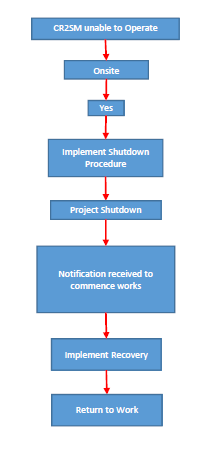 CR2SM unable to Operate
Onsite
Yes
Implement Shutdown
Procedure
Project Shutdown
Notification received to
commence works
Implement Recovery
Return to Work